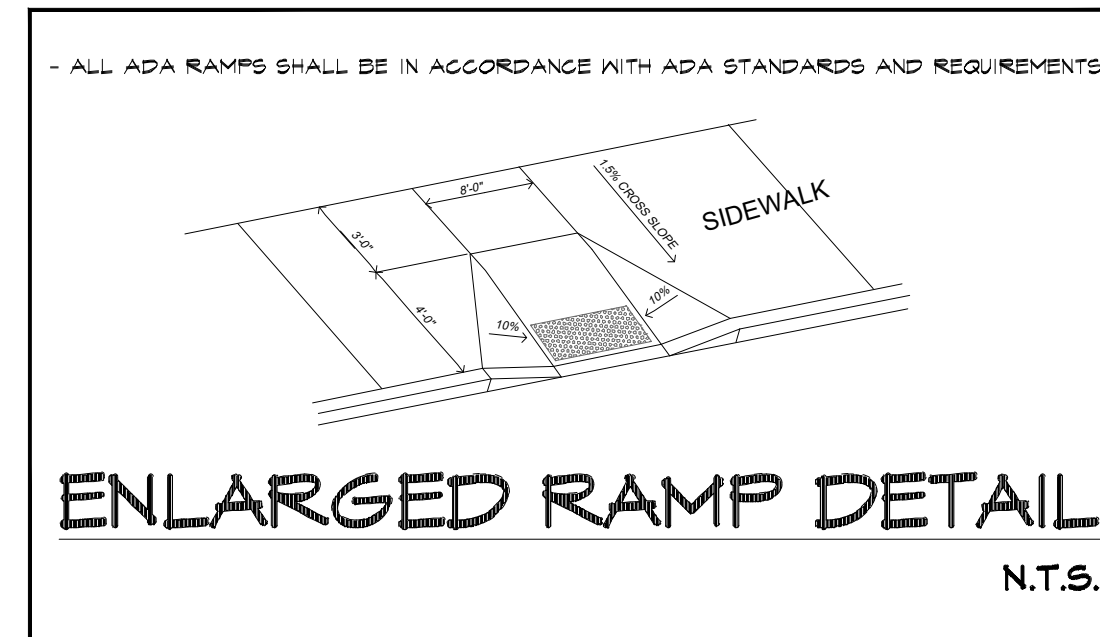 - ALL ADA RAMPS SHALL BE IN ACCORDANCE WITH ADA STANDARDS AND REQUIREMENTS
8'-0"
1.5% CROSS SLOPE
SIDEWALK
3'-0"
4'-0"
10%
10%
ENLARGED RAMP DETAIL
N.T.S.